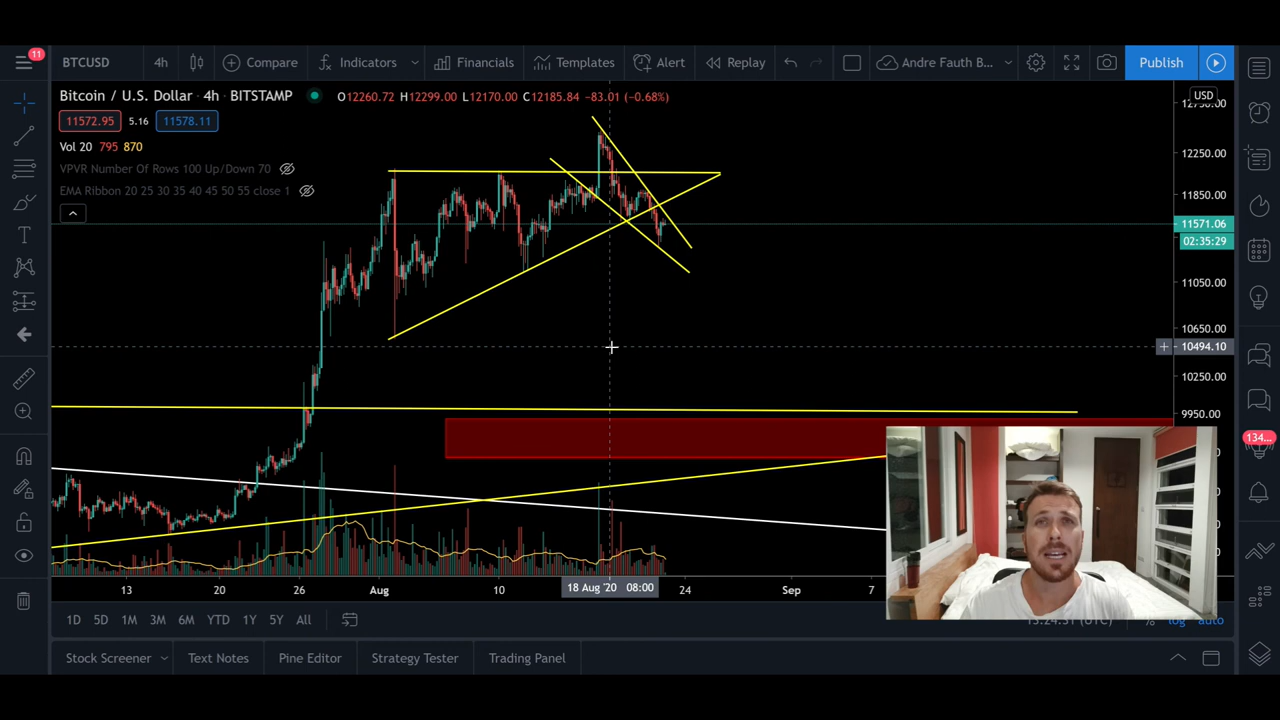 11
BTCUSD 4h Compare Indicators Financials Templates Alert Replay Andre Fauth B... Publish
Bitcoin / U.S. Dollar · 4h · BITSTAMP O12260.72 H12299.00 L12170.00 C12185.84 −83.01 (−0.68%)
USD
11572.95 5.16 11578.11
Vol 20 795 870
VPVR Number Of Rows 100 Up/Down 70
EMA Ribbon 20 25 30 35 40 45 50 55 close 1
12250.00
11850.00
11571.06
02:35:29
11050.00
10650.00
10494.10
10250.00
9950.00
134...
13 20 26 Aug 10 18 Aug '20 08:00 24 Sep 7
1D 5D 1M 3M 6M YTD 1Y 5Y All % log auto
Stock Screener Text Notes Pine Editor Strategy Tester Trading Panel